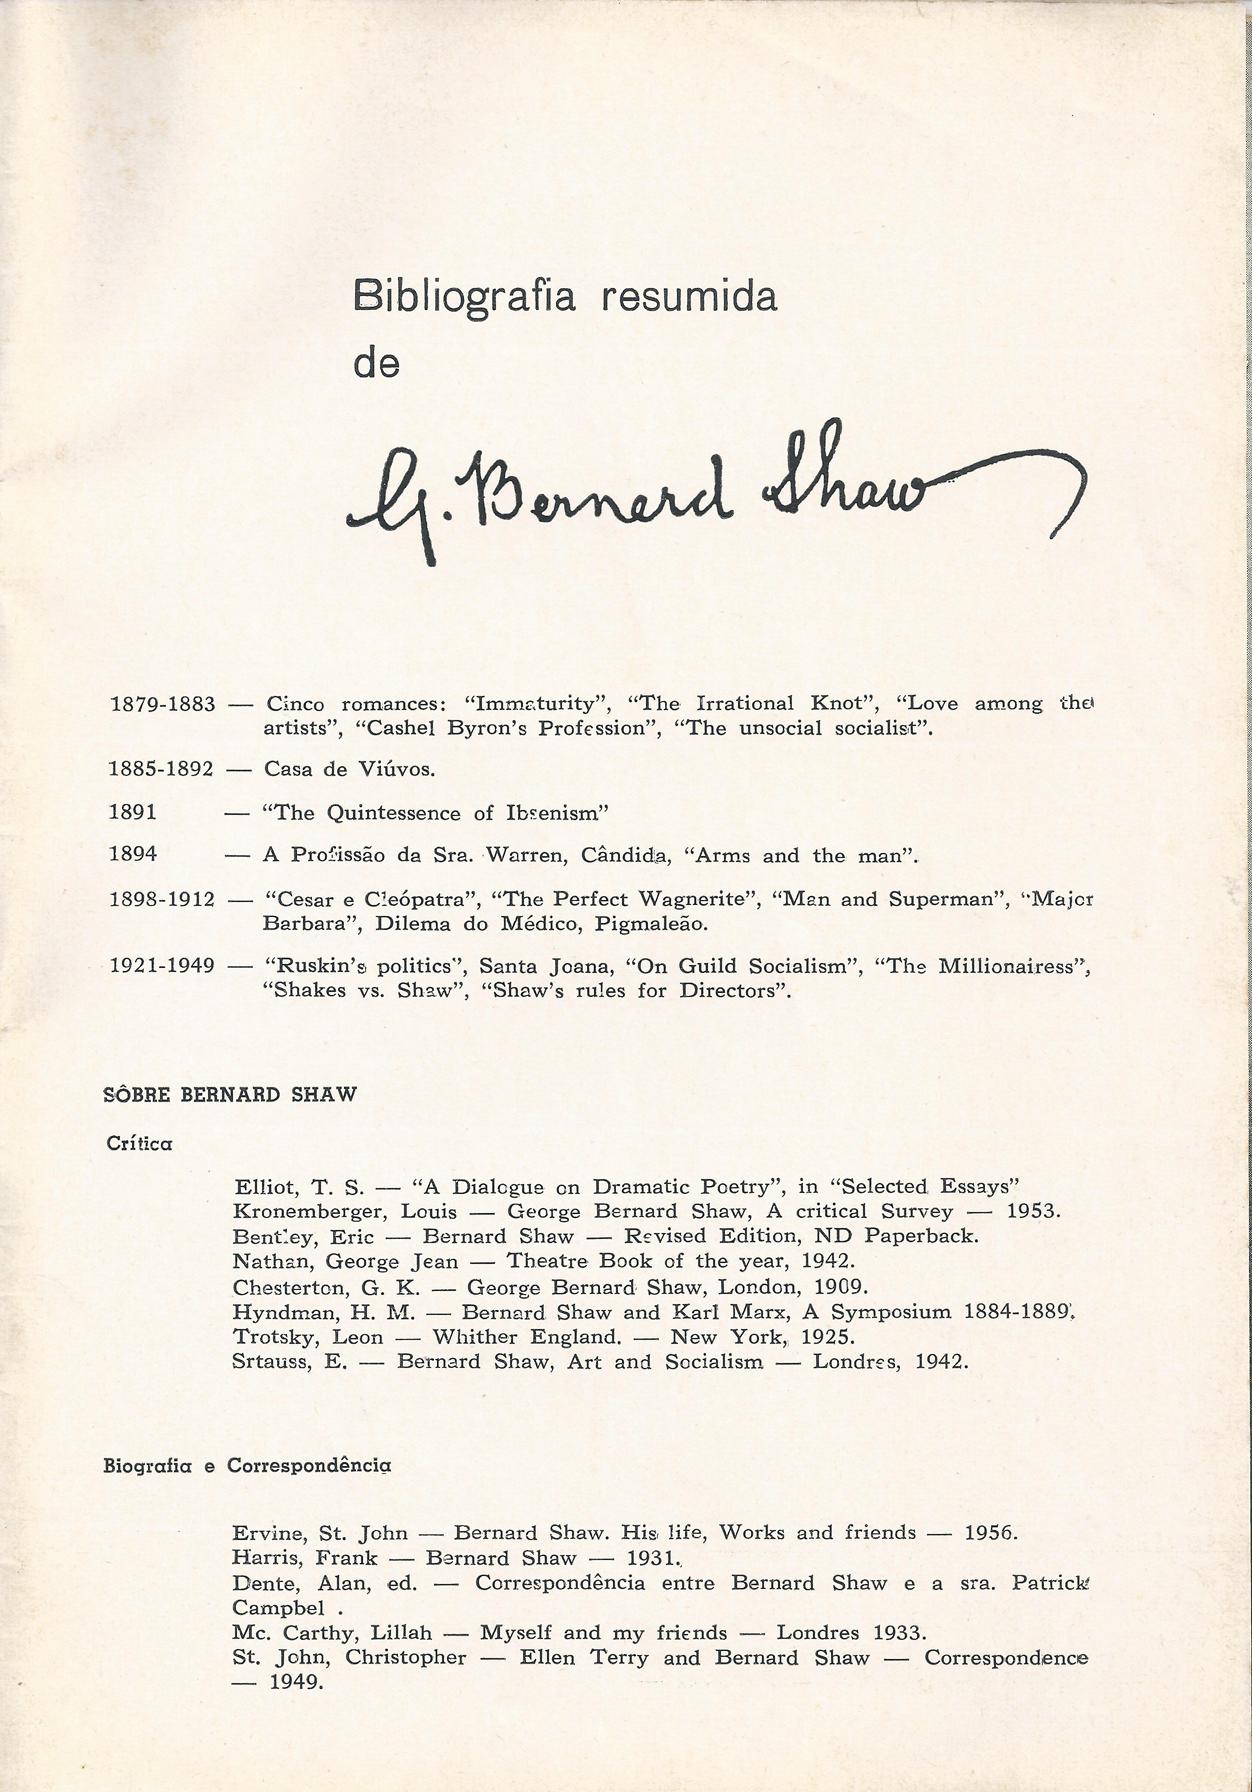 Bibliografia resumida
de
G. Bernard Shaw
1879-1883 — Cinco romances: “Immaturity”, “The Irrational Knot”, “Love among the
artists”, “Cashel Byron’s Profession”, “The unsocial socialist”.
1885-1892 — Casa de Viúvos.
1891 — “The Quintessence of Ibsenism”
1894 — A Profissão da Sra. Warren, Cândida, “Arms and the man”.
1898-1912 — “Cesar e Cleópatra”, “The Perfect Wagnerite”, “Man and Superman”, “Major
Barbara”, Dilema do Médico, Pigmaleão.
1921-1949 — “Ruskin’s politics”, Santa Joana, “On Guild Socialism”, “The Millionairess”,
“Shakes vs. Shaw”, “Shaw’s rules for Directors”.
SÔBRE BERNARD SHAW
Crítica
Elliot, T. S. — “A Dialogue on Dramatic Poetry”, in “Selected Essays”
Kronemberger, Louis — George Bernard Shaw, A critical Survey — 1953.
Bentley, Eric — Bernard Shaw — Revised Edition, ND Paperback.
Nathan, George Jean — Theatre Book of the year, 1942.
Chesterton, G. K. — George Bernard Shaw, London, 1909.
Hyndman, H. M. — Bernard Shaw and Karl Marx, A Symposium 1884-1889.
Trotsky, Leon — Whither England. — New York, 1925.
Srtauss, E. — Bernard Shaw, Art and Socialism — Londres, 1942.
Biografia e Correspondência
Ervine, St. John — Bernard Shaw. His life, Works and friends — 1956.
Harris, Frank — Bernard Shaw — 1931.
Dente, Alan, ed. — Correspondência entre Bernard Shaw e a sra. Patrick
Campbel .
Mc. Carthy, Lillah — Myself and my friends — Londres 1933.
St. John, Christopher — Ellen Terry and Bernard Shaw — Correspondence
— 1949.